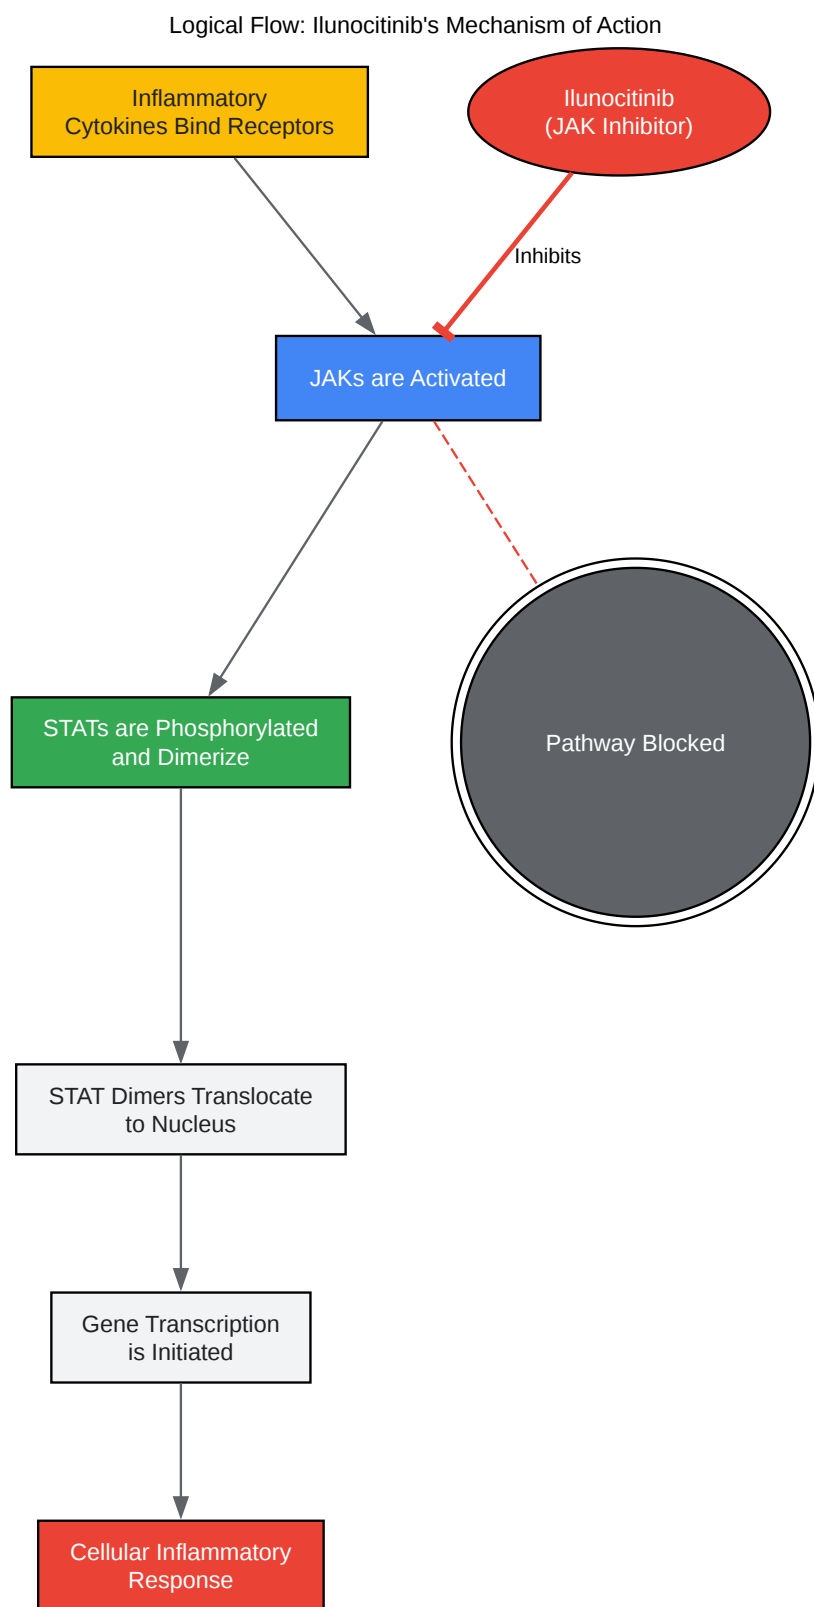 Logical Flow: Ilunocitinib's Mechanism of Action
Inflammatory
Cytokines Bind Receptors
Ilunocitinib
(JAK Inhibitor)
Inhibits
JAKs are Activated
STATs are Phosphorylated
and Dimerize
Pathway Blocked
STAT Dimers Translocate
to Nucleus
Gene Transcription
is Initiated
Cellular Inflammatory
Response